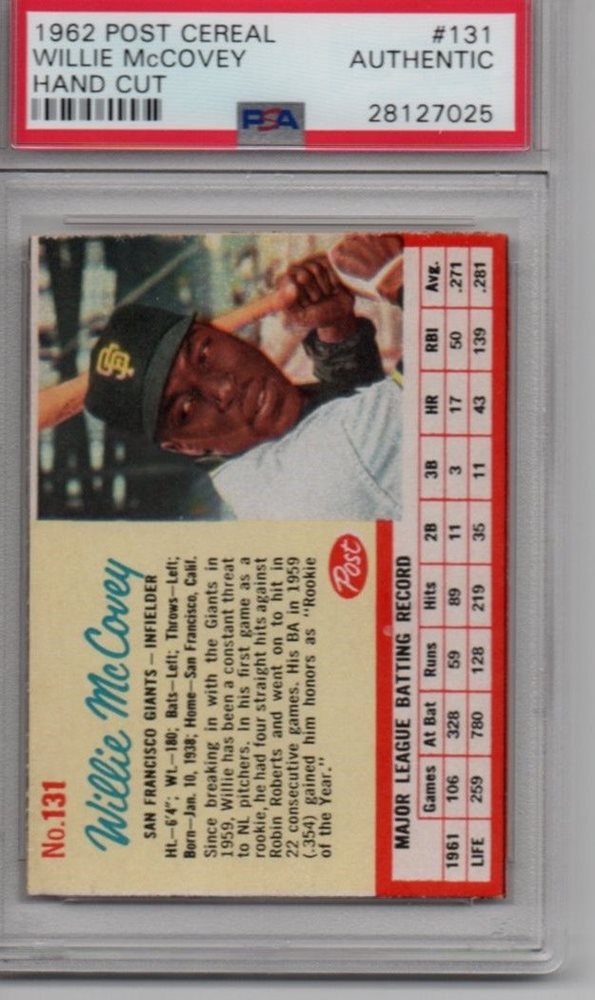 1962 POST CEREAL #131
WILLIE McCOVEY AUTHENTIC
HAND CUT
28127025
PSA
No.131
Willie McCovey
SAN FRANCISCO GIANTS — INFIELDER
Ht.—6'4"; Wt.—180; Bats—Left; Throws—Left;
Born—Jan. 10, 1938; Home—San Francisco, Calif.
Since breaking in with the Giants in
1959, Willie has been a constant threat
to NL pitchers. In his first game as a
rookie, he had four straight hits against
Robin Roberts and went on to hit in
22 consecutive games. His BA in 1959
(.354) gained him honors as "Rookie
of the Year."
Post
SF
MAJOR LEAGUE BATTING RECORD
Games At Bat Runs Hits 2B 3B HR RBI Avg.
1961 106 328 59 89 11 3 17 50 .271
LIFE 259 780 128 219 35 11 43 139 .281